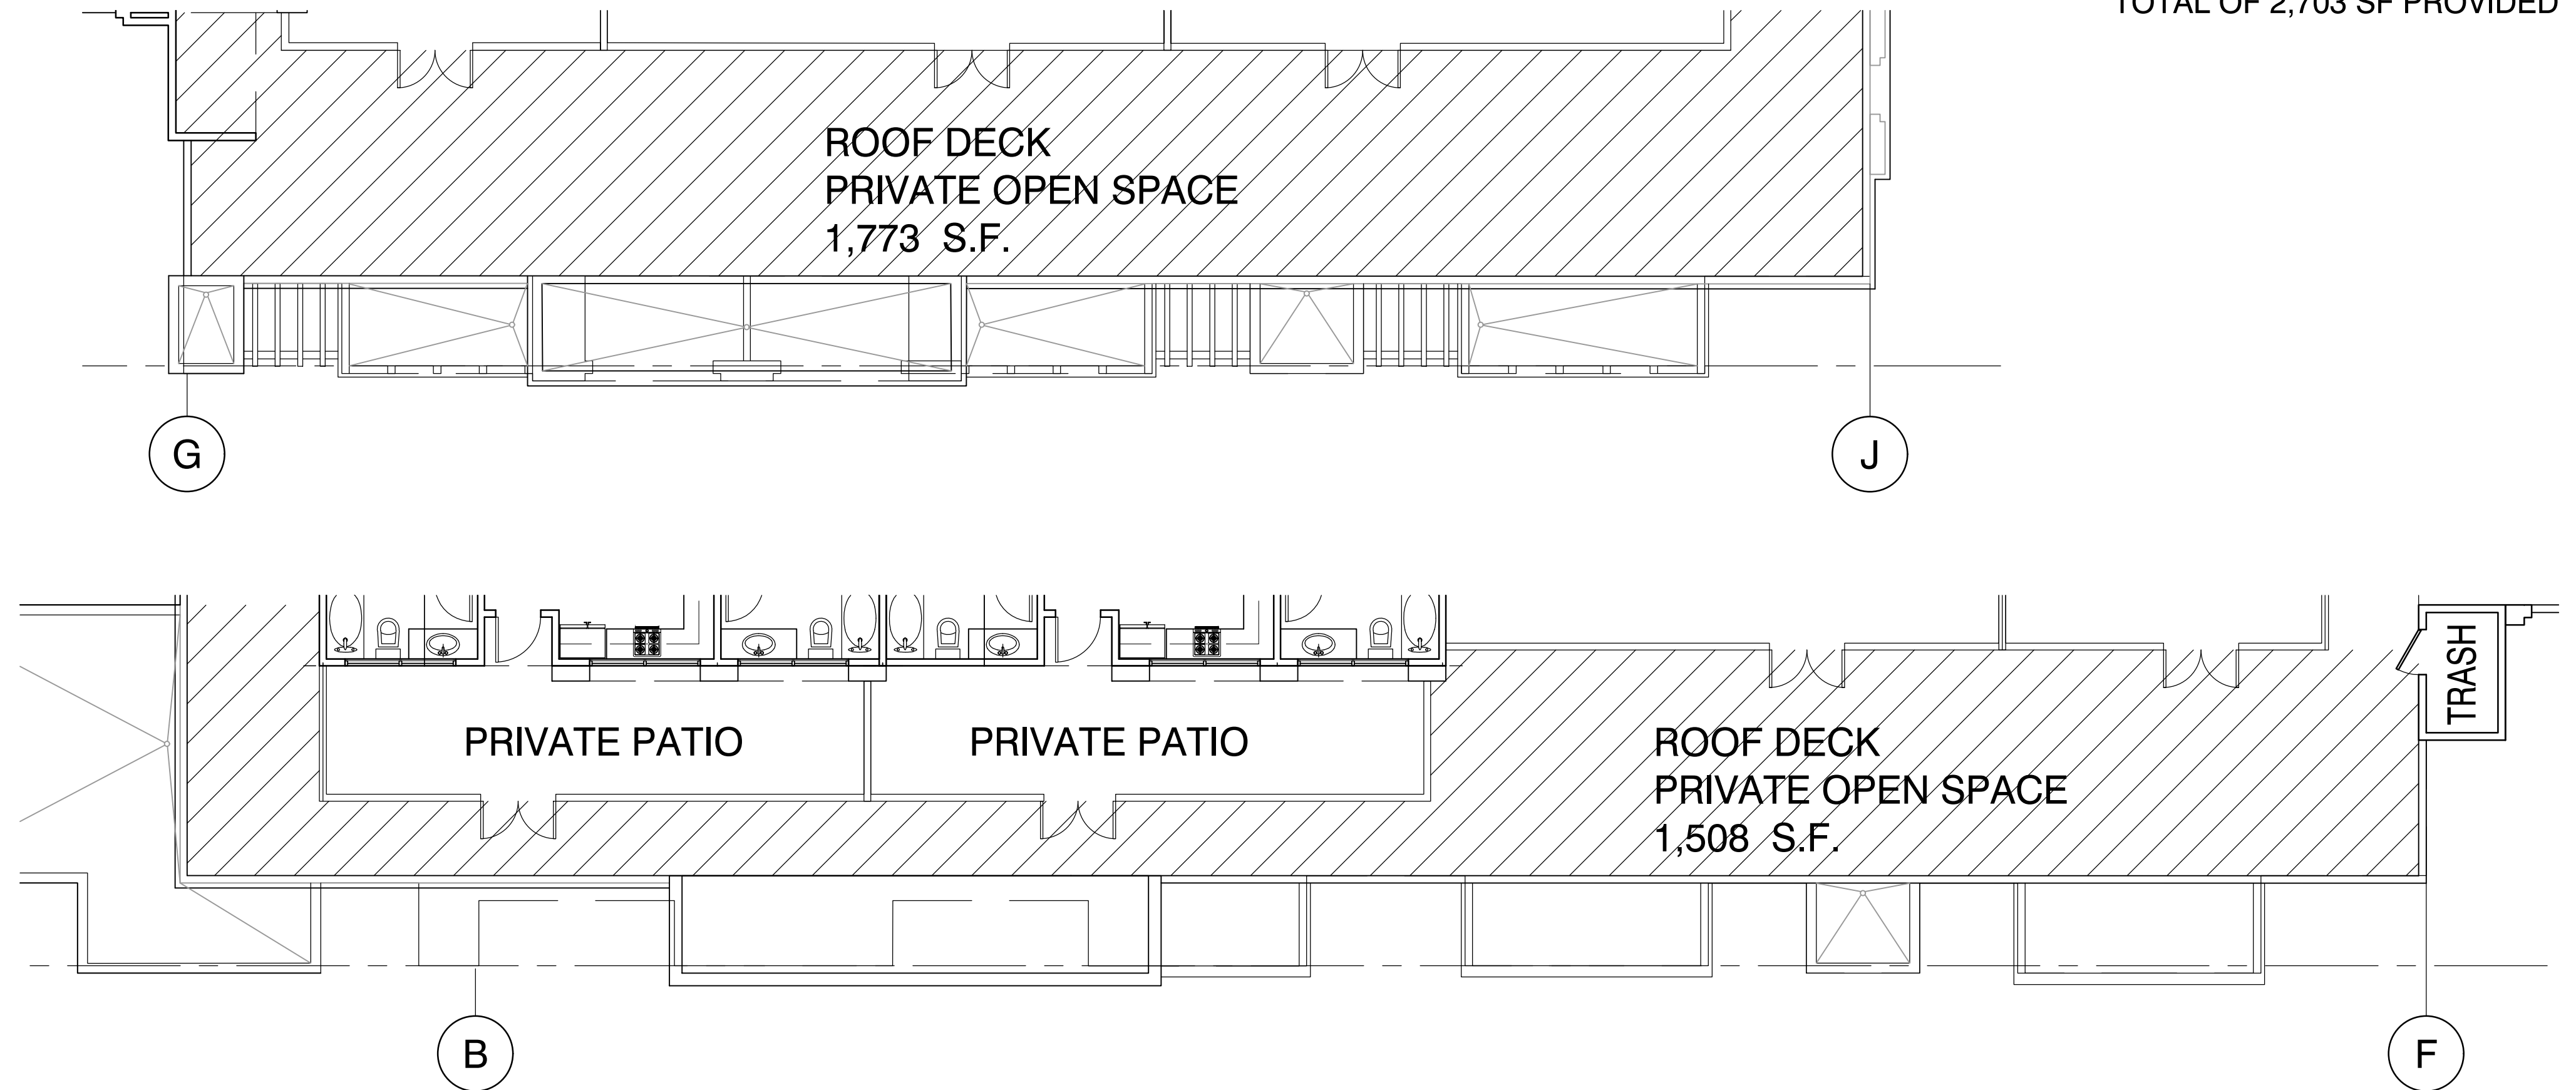 TOTAL OF 2,703 SF PROVIDED
ROOF DECK
PRIVATE OPEN SPACE
1,773 S.F.
G
J
PRIVATE PATIO
PRIVATE PATIO
ROOF DECK
PRIVATE OPEN SPACE
1,508 S.F.
TRASH
B
F